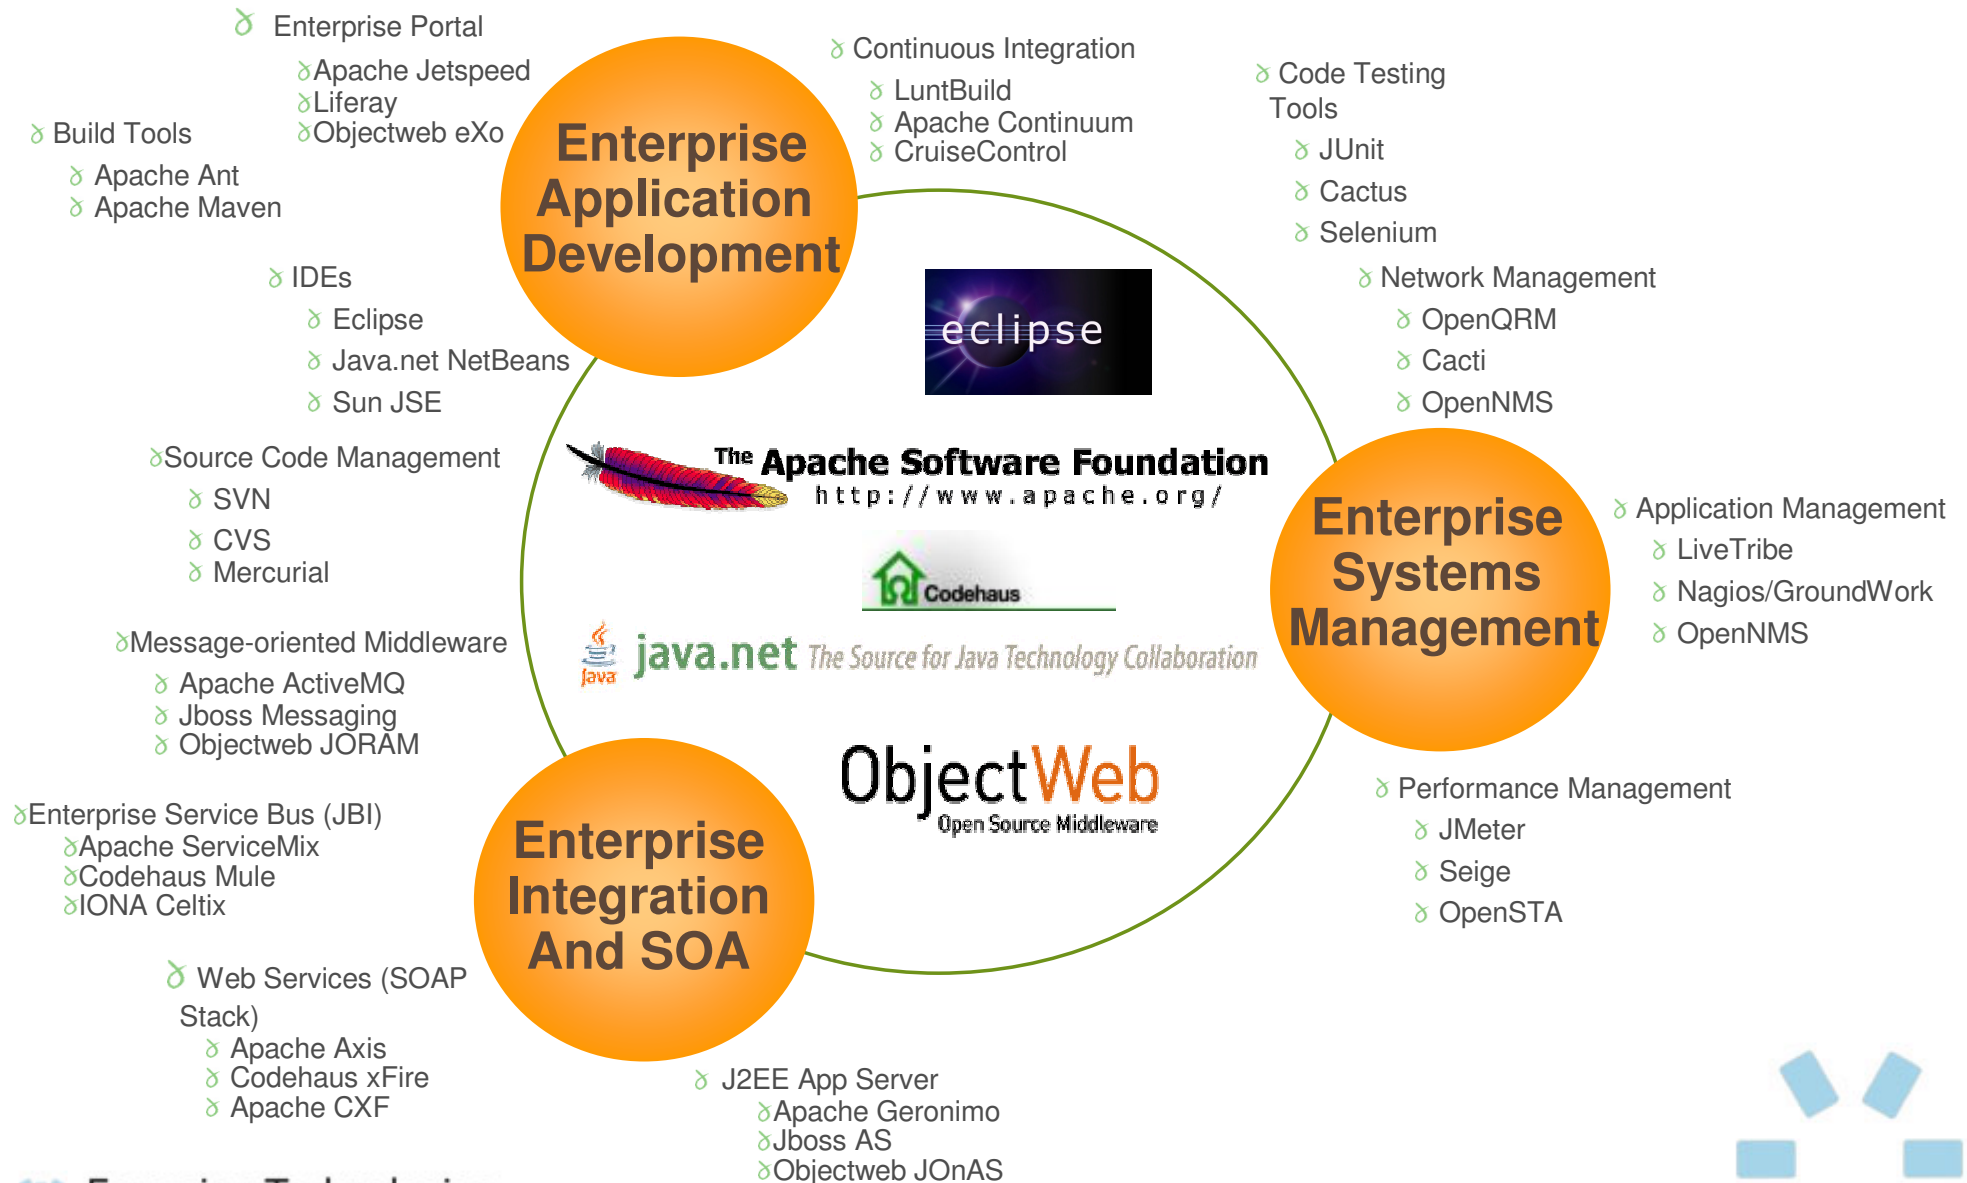 Enterprise Portal
Apache Jetspeed
Liferay
Objectweb eXo
Build Tools
Apache Ant
Apache Maven
IDEs
Eclipse
Java.net NetBeans
Sun JSE
Source Code Management
SVN
CVS
Mercurial
Message-oriented Middleware
Apache ActiveMQ
Jboss Messaging
Objectweb JORAM
Enterprise Service Bus (JBI)
Apache ServiceMix
Codehaus Mule
IONA Celtix
Web Services (SOAP
Stack)
Apache Axis
Codehaus xFire
Apache CXF
Enterprise
Application
Development
Continuous Integration
LuntBuild
Apache Continuum
CruiseControl
eclipse
The Apache Software Foundation
http://www.apache.org/
Codehaus
Java
java.net The Source for Java Technology Collaboration
ObjectWeb
Open Source Middleware
Enterprise
Integration
And SOA
J2EE App Server
Apache Geronimo
Jboss AS
Objectweb JOnAS
Code Testing
Tools
JUnit
Cactus
Selenium
Network Management
OpenQRM
Cacti
OpenNMS
Enterprise
Systems
Management
Application Management
LiveTribe
Nagios/GroundWork
OpenNMS
Performance Management
JMeter
Seige
OpenSTA